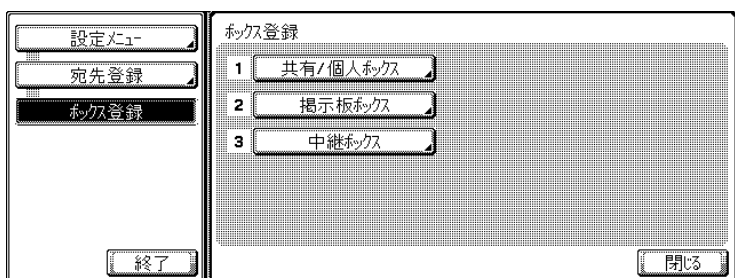 設定メニュー
宛先登録
ボックス登録
終了
ボックス登録
1 共有/個人ボックス
2 掲示板ボックス
3 中継ボックス
閉じる